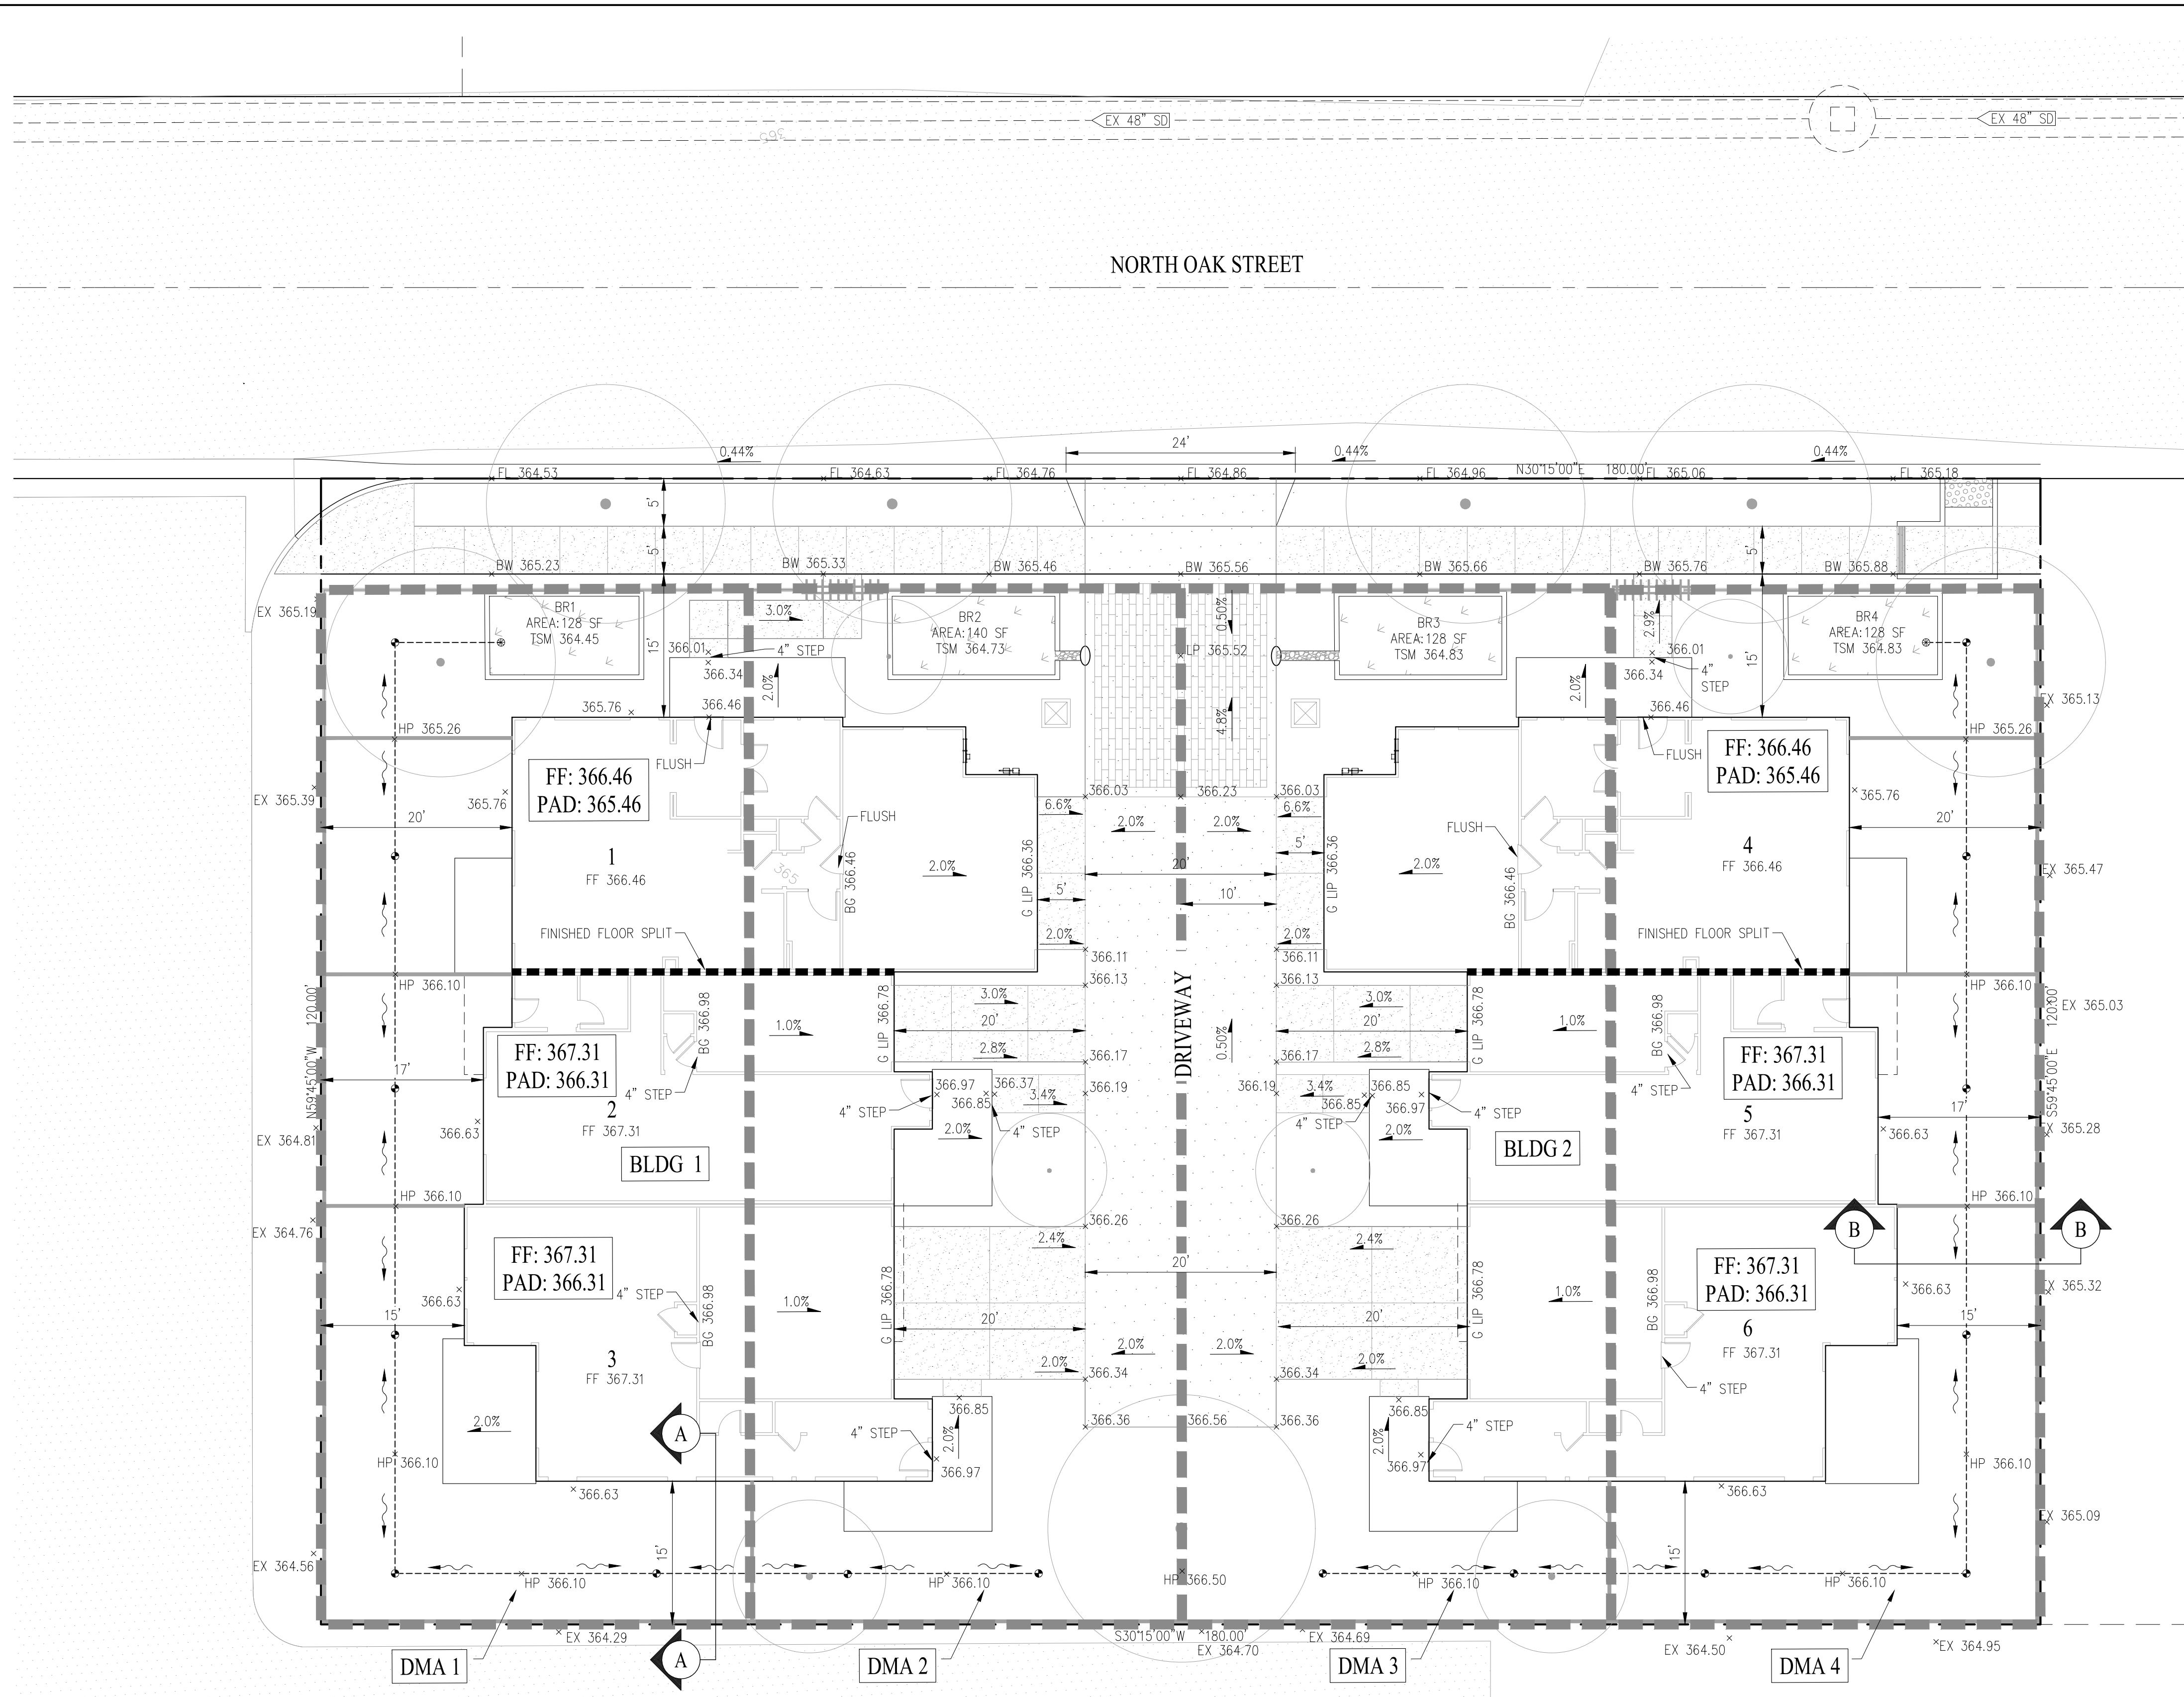 EX 48" SD
EX 48" SD
365
NORTH OAK STREET
24'
0.44%
0.44%
0.44%
N30°15'00"E 180.00'
FL 364.53
FL 364.63
FL 364.76
FL 364.86
FL 364.96
FL 365.06
FL 365.18
5'
5'
5'
BW 365.23
BW 365.33
BW 365.46
BW 365.56
BW 365.66
BW 365.76
BW 365.88
EX 365.19
BR1
AREA:128 SF
TSM 364.45
3.0%
BR2
AREA:140 SF
TSM 364.73
0.50%
LP 365.52
BR3
AREA:128 SF
TSM 364.83
2.9%
BR4
AREA:128 SF
TSM 364.83
15'
366.01
4" STEP
366.34
2.0%
366.01
4"
STEP
366.34
2.0%
15'
EX 365.13
HP 365.26
365.76
366.46
4.8%
366.46
HP 365.26
FLUSH
FLUSH
FF: 366.46
PAD: 365.46
FF: 366.46
PAD: 365.46
EX 365.39
365.76
365.76
366.03
366.23
366.03
6.6%
6.6%
20'
FLUSH
2.0%
2.0%
FLUSH
20'
1
FF 366.46
365
BG 366.46
2.0%
G LIP 366.36
5'
20'
10'
5'
G LIP 366.36
2.0%
BG 366.46
4
FF 366.46
EX 365.47
FINISHED FLOOR SPLIT
2.0%
2.0%
FINISHED FLOOR SPLIT
366.11
366.11
HP 366.10
366.13
366.13
HP 366.10
N59°45'00"W 120.00'
BG 366.98
1.0%
G LIP 366.78
3.0%
20'
2.8%
DRIVEWAY
0.50%
3.0%
20'
2.8%
G LIP 366.78
1.0%
BG 366.98
S59°45'00"E 120.00'
EX 365.03
FF: 367.31
PAD: 366.31
366.17
366.17
FF: 367.31
PAD: 366.31
17'
4" STEP
366.97
366.37
366.85
3.4%
366.19
366.19
3.4%
366.85
366.85
366.97
4" STEP
17'
2
FF 367.31
4" STEP
2.0%
4" STEP
4" STEP
2.0%
4" STEP
5
FF 367.31
EX 364.81
366.63
366.63
EX 365.28
BLDG 1
BLDG 2
HP 366.10
HP 366.10
EX 364.76
366.26
366.26
B
B
FF: 367.31
PAD: 366.31
2.4%
2.4%
FF: 367.31
PAD: 366.31
366.63
4" STEP
BG 366.98
1.0%
G LIP 366.78
20'
20'
20'
G LIP 366.78
1.0%
BG 366.98
366.63
EX 365.32
15'
15'
3
FF 367.31
2.0%
2.0%
2.0%
2.0%
6
FF 367.31
366.34
366.34
4" STEP
366.85
366.85
2.0%
A
4" STEP
2.0%
366.36
366.56
366.36
2.0%
4" STEP
HP 366.10
366.97
366.97
HP 366.10
366.63
366.63
EX 365.09
15'
15'
EX 364.56
HP 366.10
HP 366.10
HP 366.50
HP 366.10
HP 366.10
EX 364.29
S30°15'00"W 180.00'
EX 364.70
EX 364.69
EX 364.50
EX 364.95
DMA 1
A
DMA 2
DMA 3
DMA 4